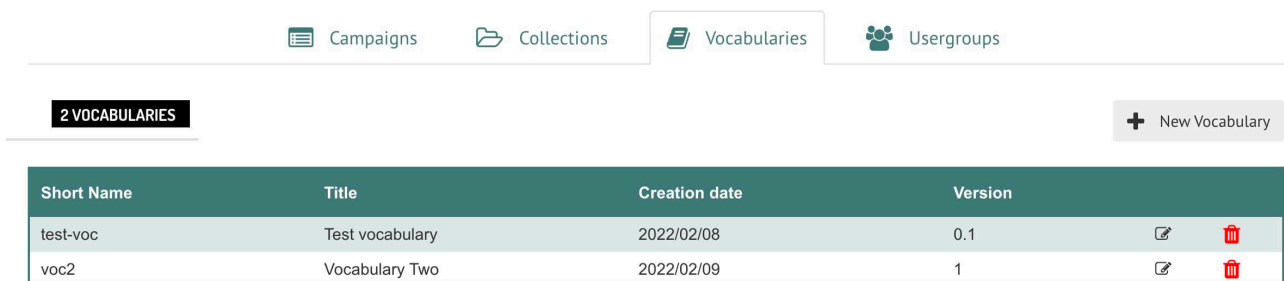 Campaigns Collections Vocabularies Usergroups
2 VOCABULARIES
New Vocabulary
Short Name Title Creation date Version
test-voc Test vocabulary 2022/02/08 0.1
voc2 Vocabulary Two 2022/02/09 1